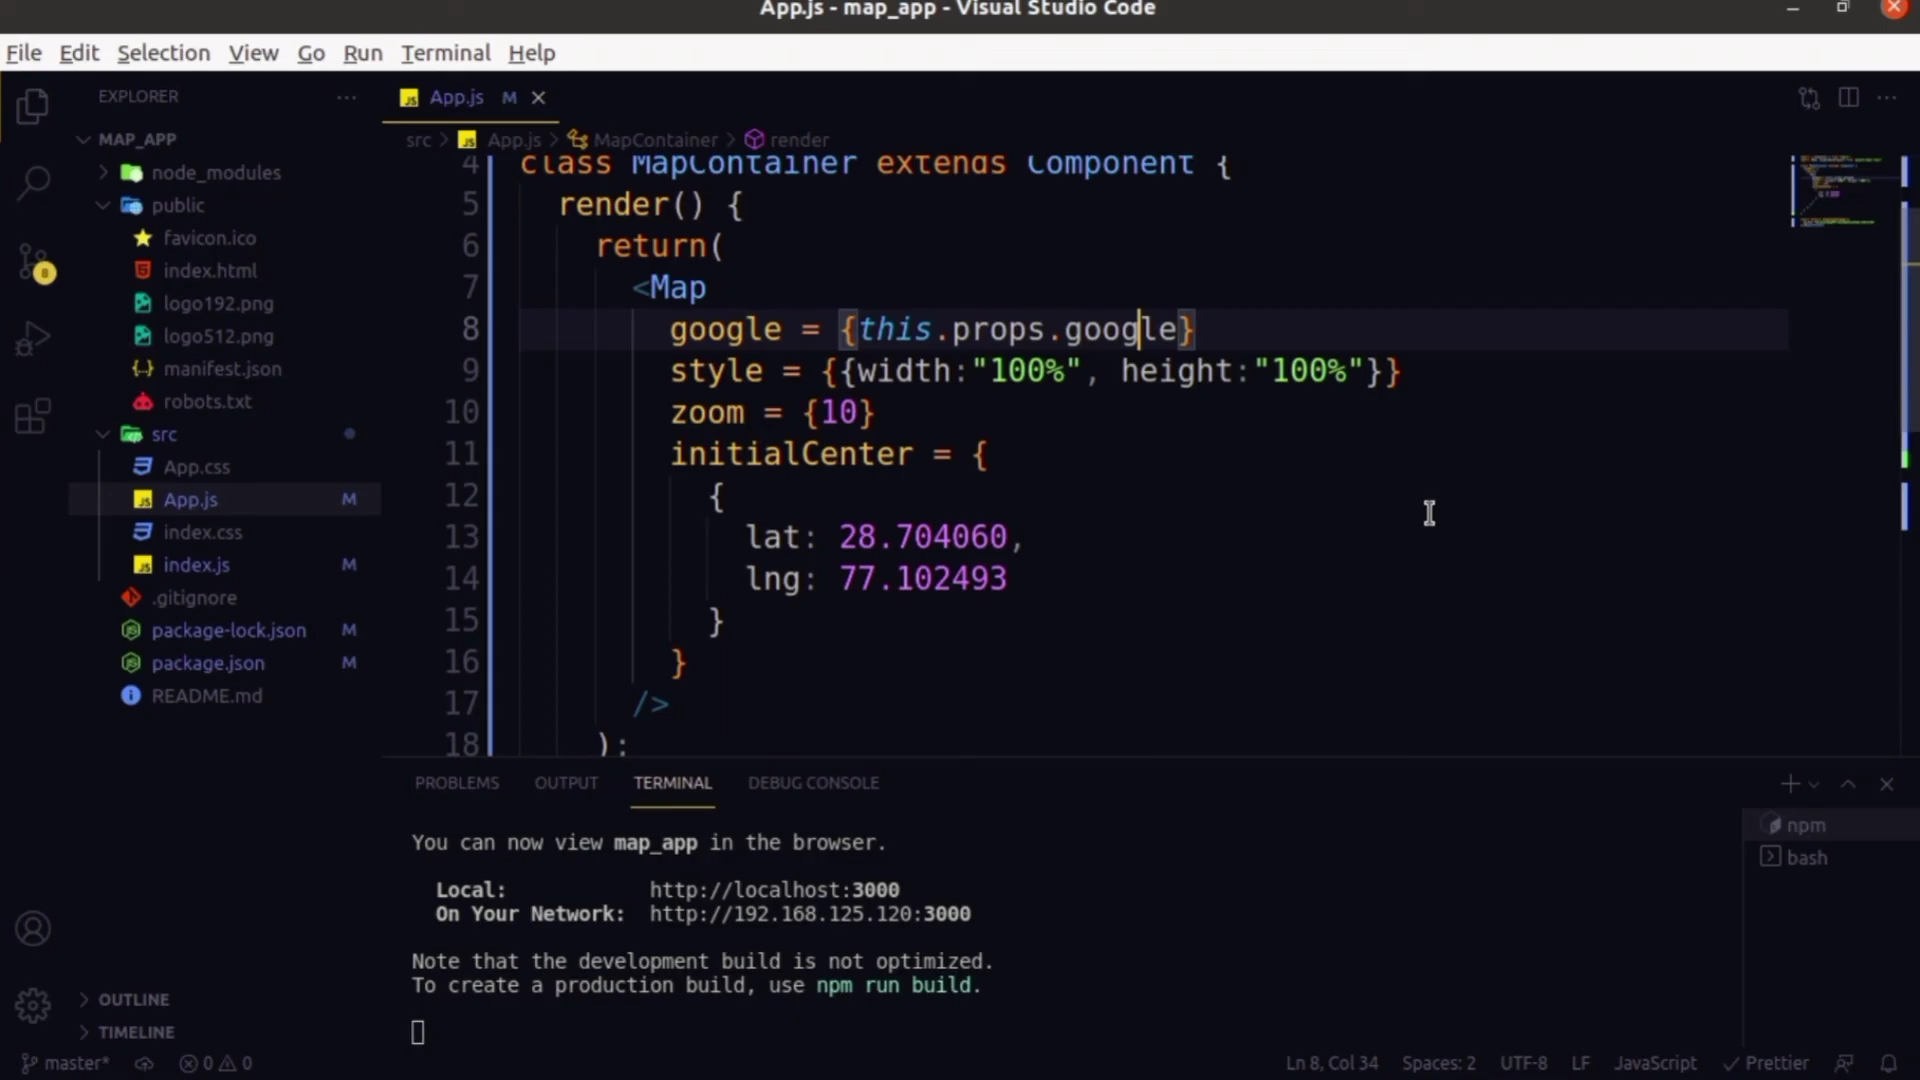 App.js - map_app - Visual Studio Code
File Edit Selection View Go Run Terminal Help
EXPLORER ···
MAP_APP
node_modules
public
favicon.ico
index.html
logo192.png
logo512.png
manifest.json
robots.txt
src
App.css
App.js M
index.css
index.js M
.gitignore
package-lock.json M
package.json M
README.md
OUTLINE
TIMELINE
8
JS App.js M
src > JS App.js > MapContainer > render
4 class MapContainer extends Component {
5 render() {
6 return(
7 <Map
8 google = {this.props.google}
9 style = {{width:"100%", height:"100%"}}
10 zoom = {10}
11 initialCenter = {
12 {
13 lat: 28.704060,
14 lng: 77.102493
15 }
16 }
17 />
18 );
PROBLEMS OUTPUT TERMINAL DEBUG CONSOLE
You can now view map_app in the browser.
Local: http://localhost:3000
On Your Network: http://192.168.125.120:3000
Note that the development build is not optimized.
To create a production build, use npm run build.
npm
bash
master* 0 0 Ln 8, Col 34 Spaces: 2 UTF-8 LF JavaScript Prettier